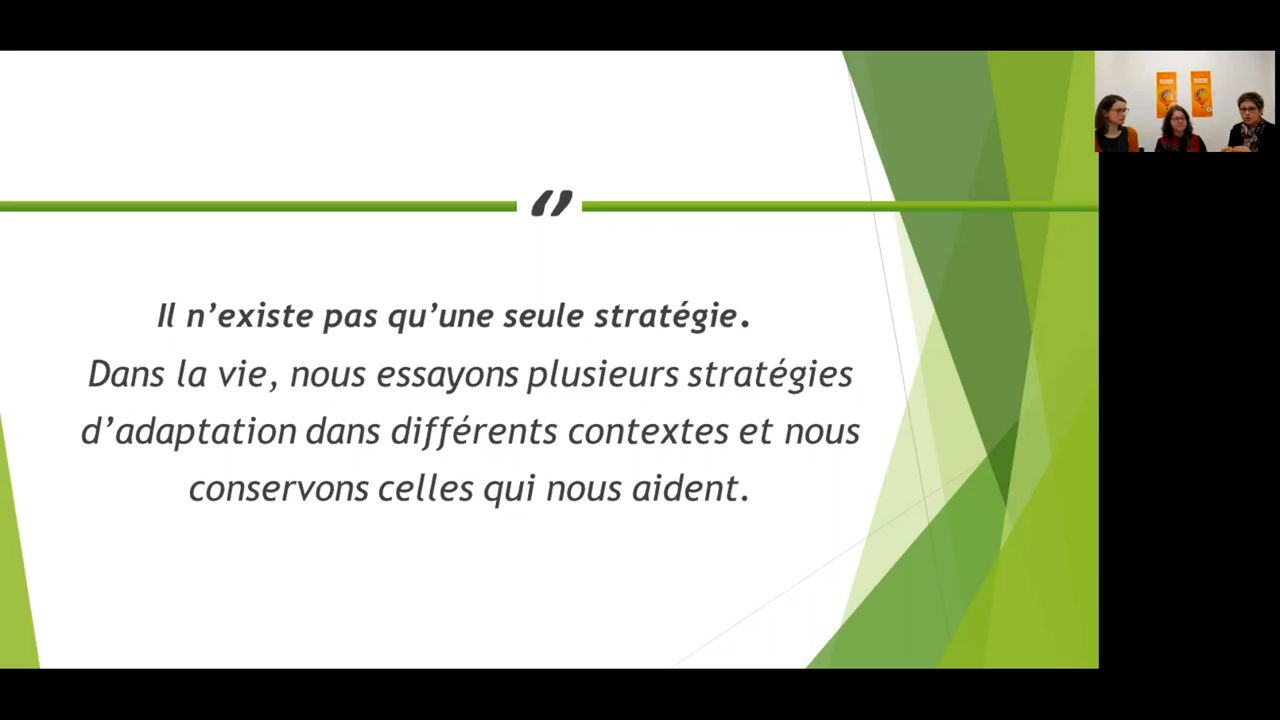 "
Il n’existe pas qu’une seule stratégie.
Dans la vie, nous essayons plusieurs stratégies
d’adaptation dans différents contextes et nous
conservons celles qui nous aident.